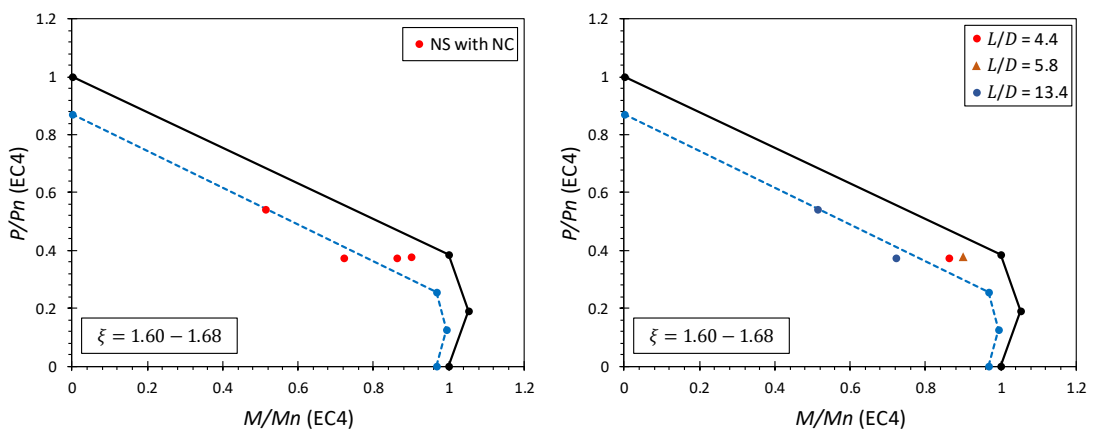 1.2
1
0.8
0.6
0.4
0.2
0
P/Pn (EC4)
NS with NC
ξ = 1.60 − 1.68
0 0.2 0.4 0.6 0.8 1 1.2
M/Mn (EC4)
1.2
1
0.8
0.6
0.4
0.2
0
P/Pn (EC4)
L/D = 4.4
L/D = 5.8
L/D = 13.4
ξ = 1.60 − 1.68
0 0.2 0.4 0.6 0.8 1 1.2
M/Mn (EC4)